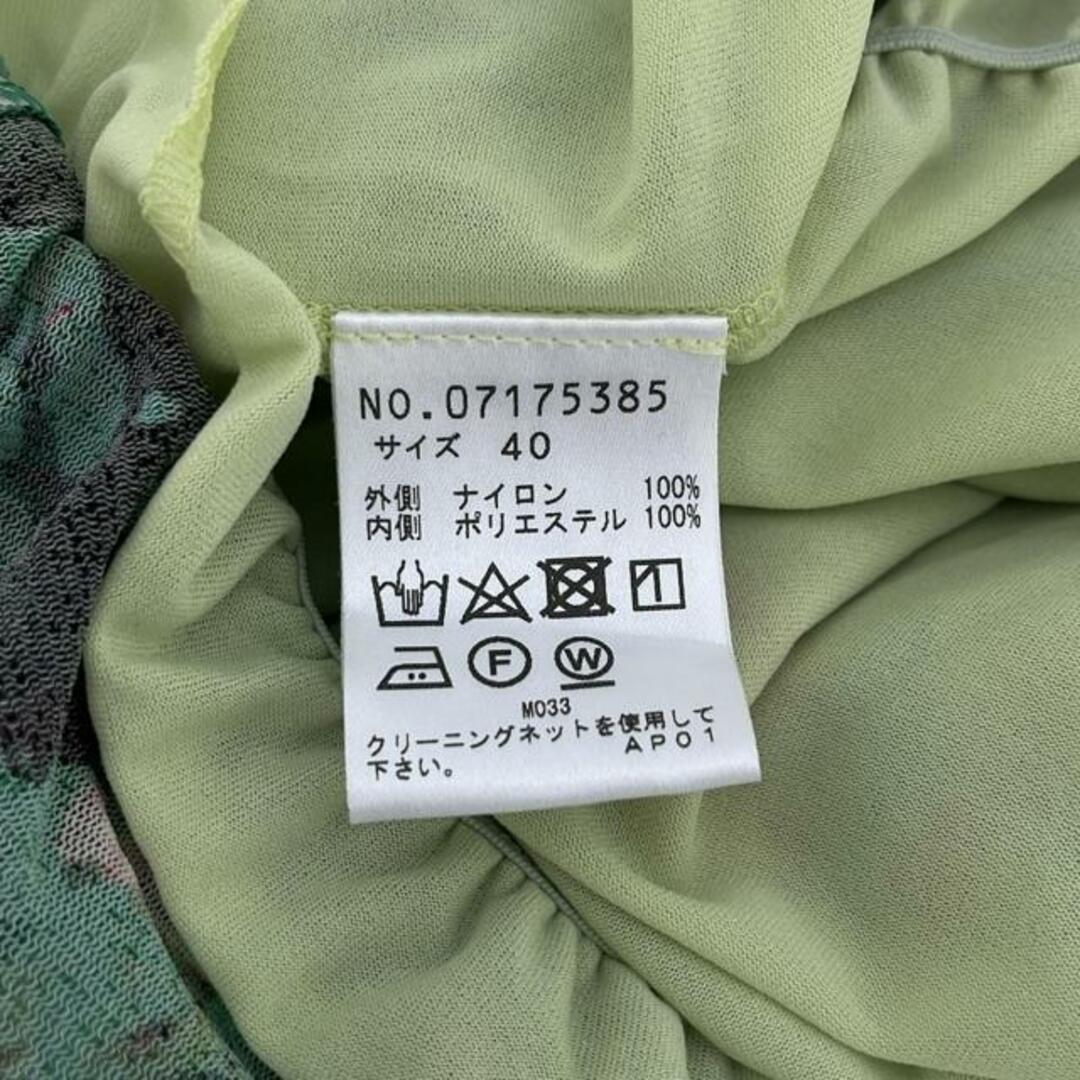 NO.07175385
サイズ 40
外側 ナイロン 100%
内側 ポリエステル 100%
F W
M033
クリーニングネットを使用して
下さい。 AP01